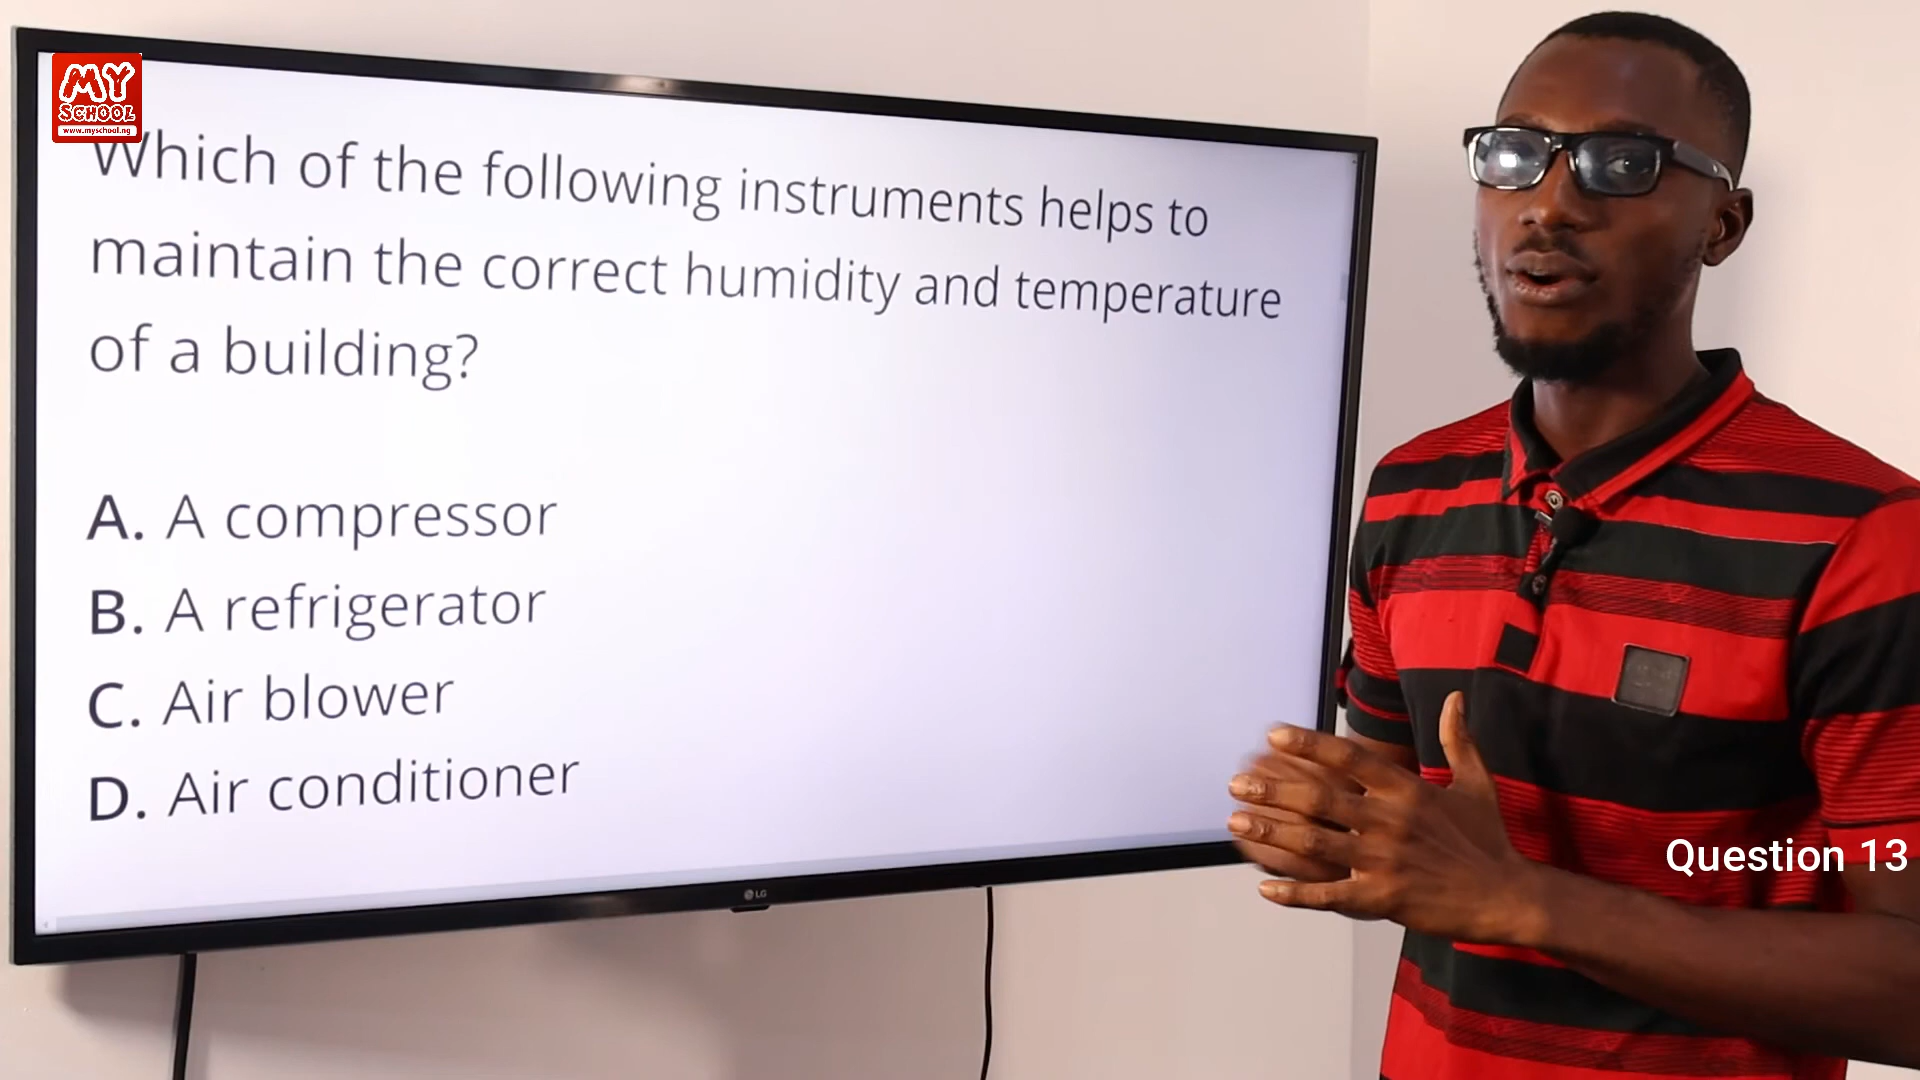 MY
SCHOOL
www.myschool.ng
Which of the following instruments helps to
maintain the correct humidity and temperature
of a building?
A. A compressor
B. A refrigerator
C. Air blower
D. Air conditioner
LG
Question 13